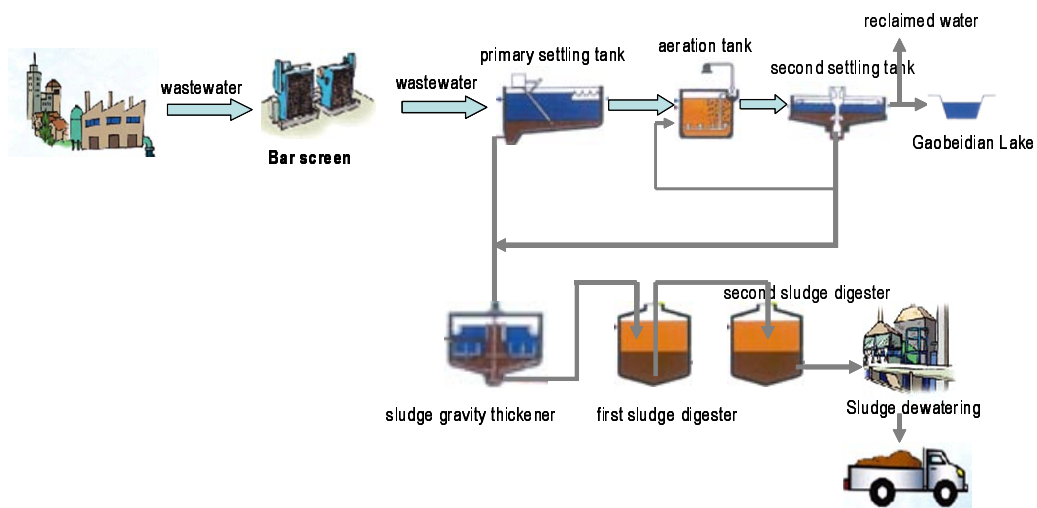 reclaimed water
primary settling tank
aeration tank
second settling tank
wastewater
wastewater
Bar screen
Gaobeidian Lake
second sludge digester
sludge gravity thickener
first sludge digester
Sludge dewatering